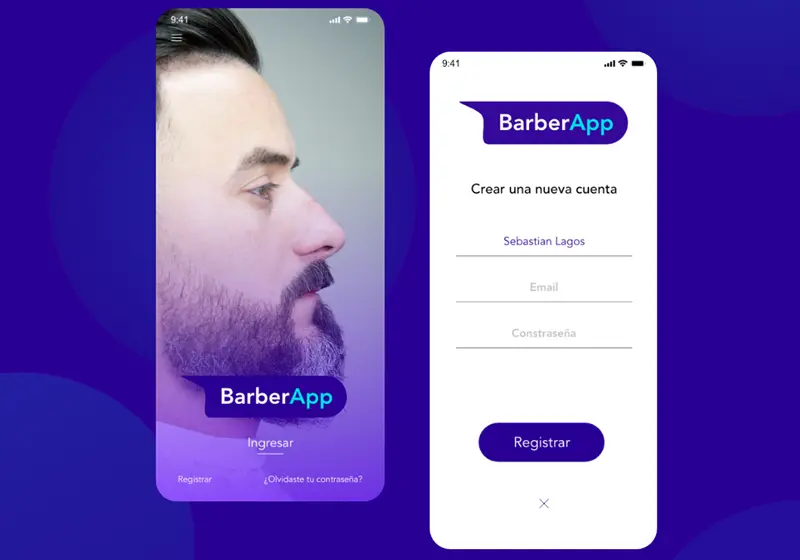 9:41
BarberApp
Ingresar
Registrar
¿Olvidaste tu contraseña?
9:41
BarberApp
Crear una nueva cuenta
Sebastian Lagos
Email
Constraseña
Registrar